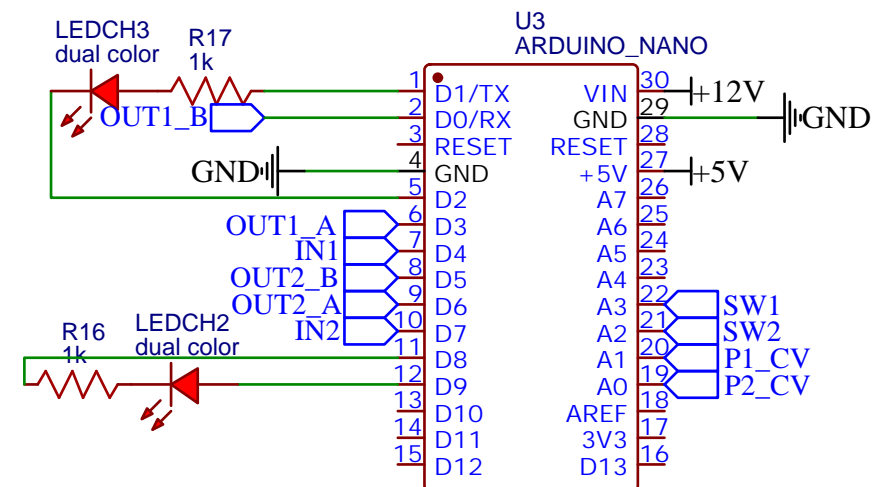 LEDCH3
dual color
R17
1k
OUT1_B
GND
OUT1_A
IN1
OUT2_B
OUT2_A
IN2
R16
1k
LEDCH2
dual color
U3
ARDUINO_NANO
1 D1/TX
2 D0/RX
3 RESET
4 GND
5 D2
6 D3
7 D4
8 D5
9 D6
10 D7
11 D8
12 D9
13 D10
14 D11
15 D12
VIN 30
GND 29
RESET 28
+5V 27
A7 26
A6 25
A5 24
A4 23
A3 22
A2 21
A1 20
A0 19
AREF 18
3V3 17
D13 16
+12V
GND
+5V
SW1
SW2
P1_CV
P2_CV